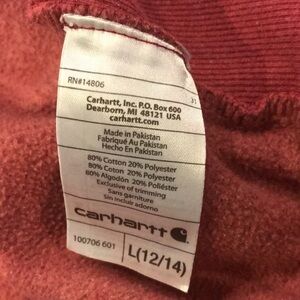 RN#14806
Carhartt, Inc. P.O. Box 600
Dearborn, MI 48121 USA
carhartt.com
Made in Pakistan
Fabriqué Au Pakistan
Hecho En Pakistan
80% Cotton 20% Polyester
80% Coton 20% Polyester
80% Algodón 20% Poliéster
Exclusive of trimming
Sans garniture
Sin incluir adorno
carhartt
100706 601
L(12/14)